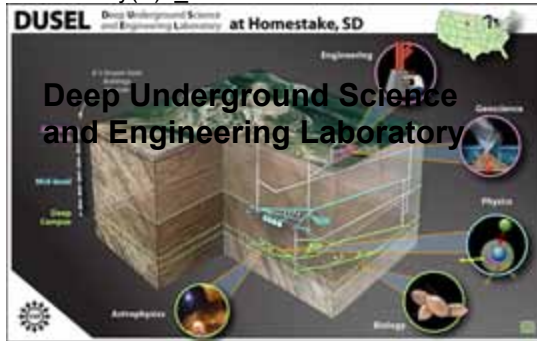 DUSEL Deep Underground Science
and Engineering Laboratory at Homestake, SD
Engineering
Deep Underground Science
and Engineering Laboratory
Geoscience
Mid-level
Physics
Deep
Campus
Astrophysics
Biology